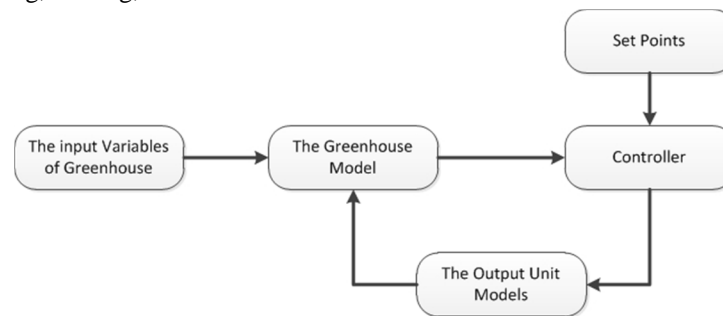 Set Points
The input Variables
of Greenhouse
The Greenhouse
Model
Controller
The Output Unit
Models